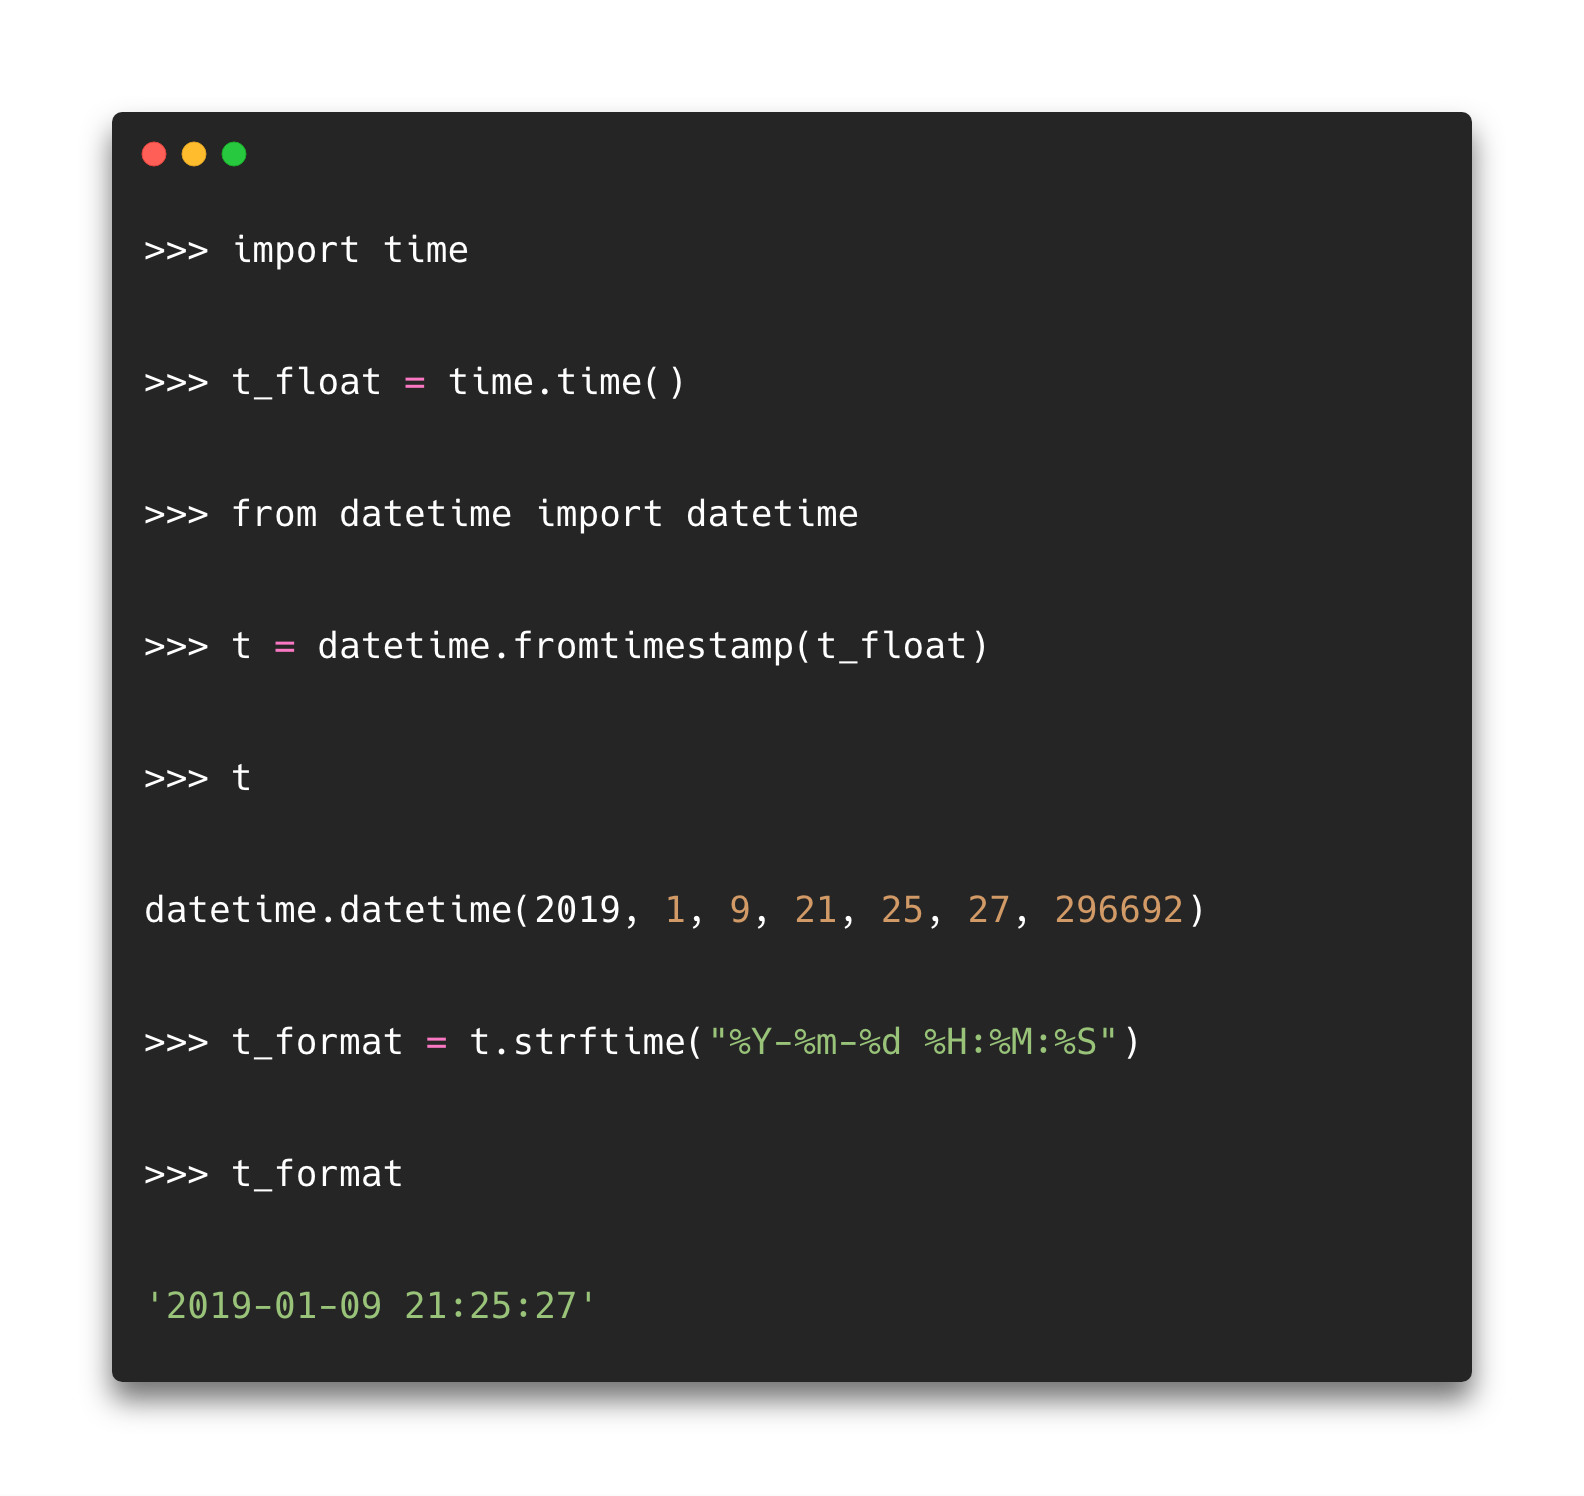 >>> import time
>>> t_float = time.time()
>>> from datetime import datetime
>>> t = datetime.fromtimestamp(t_float)
>>> t
datetime.datetime(2019, 1, 9, 21, 25, 27, 296692)
>>> t_format = t.strftime("%Y-%m-%d %H:%M:%S")
>>> t_format
'2019-01-09 21:25:27'